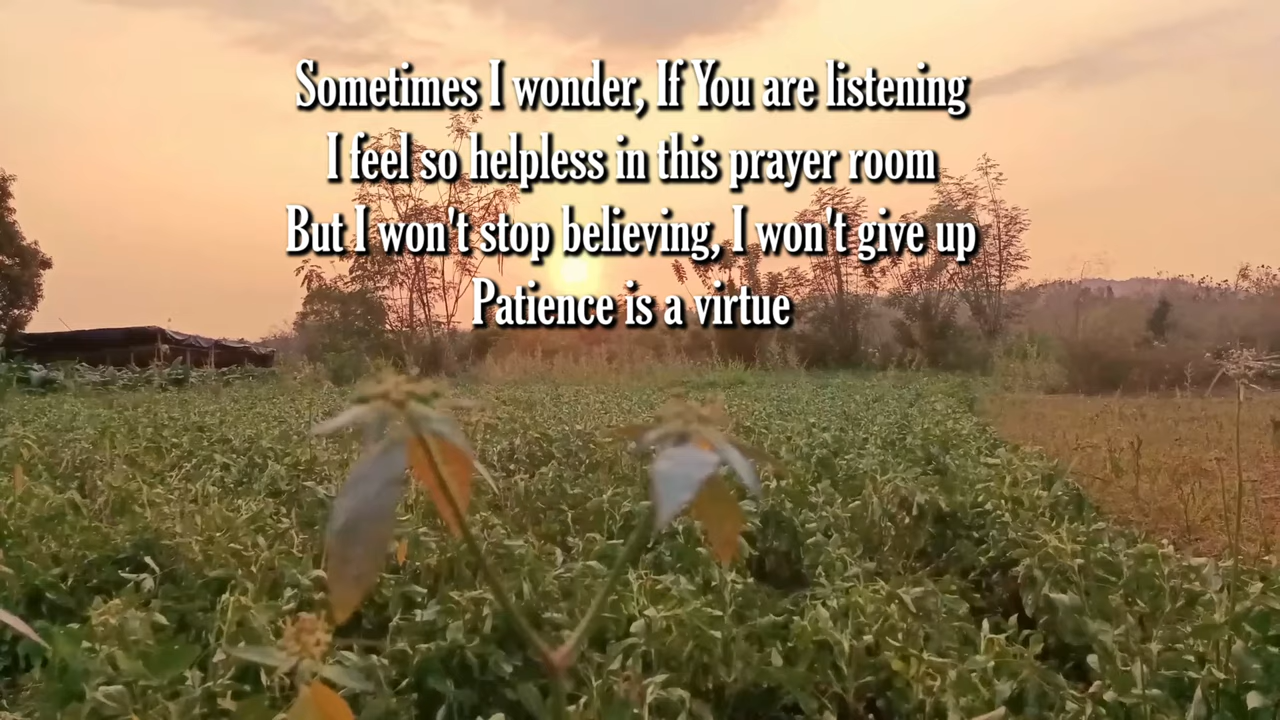 Sometimes I wonder, If You are listening
I feel so helpless in this prayer room
But I won't stop believing, I won't give up
Patience is a virtue